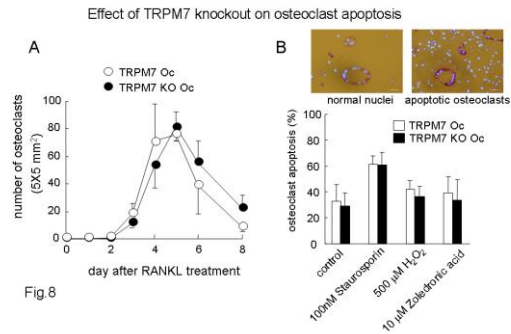 Effect of TRPM7 knockout on osteoclast apoptosis
A
TRPM7 Oc
TRPM7 KO Oc
number of osteoclasts
(5X5 mm²)
100
80
60
40
20
0
0 2 4 6 8
day after RANKL treatment
Fig.8
B
normal nuclei
apoptotic osteoclasts
TRPM7 Oc
TRPM7 KO Oc
osteoclast apoptosis (%)
100
80
60
40
20
0
control
100nM Staurosporin
500 µM H₂O₂
10 µM Zoledronic acid